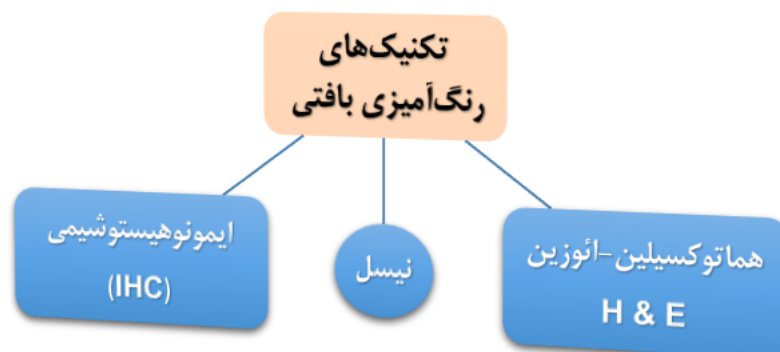 تکنیک‌های
رنگ‌آمیزی بافتی
هماتوکسیلین-ائوزین
H & E
نیسل
ایمونوهیستوشیمی
(IHC)